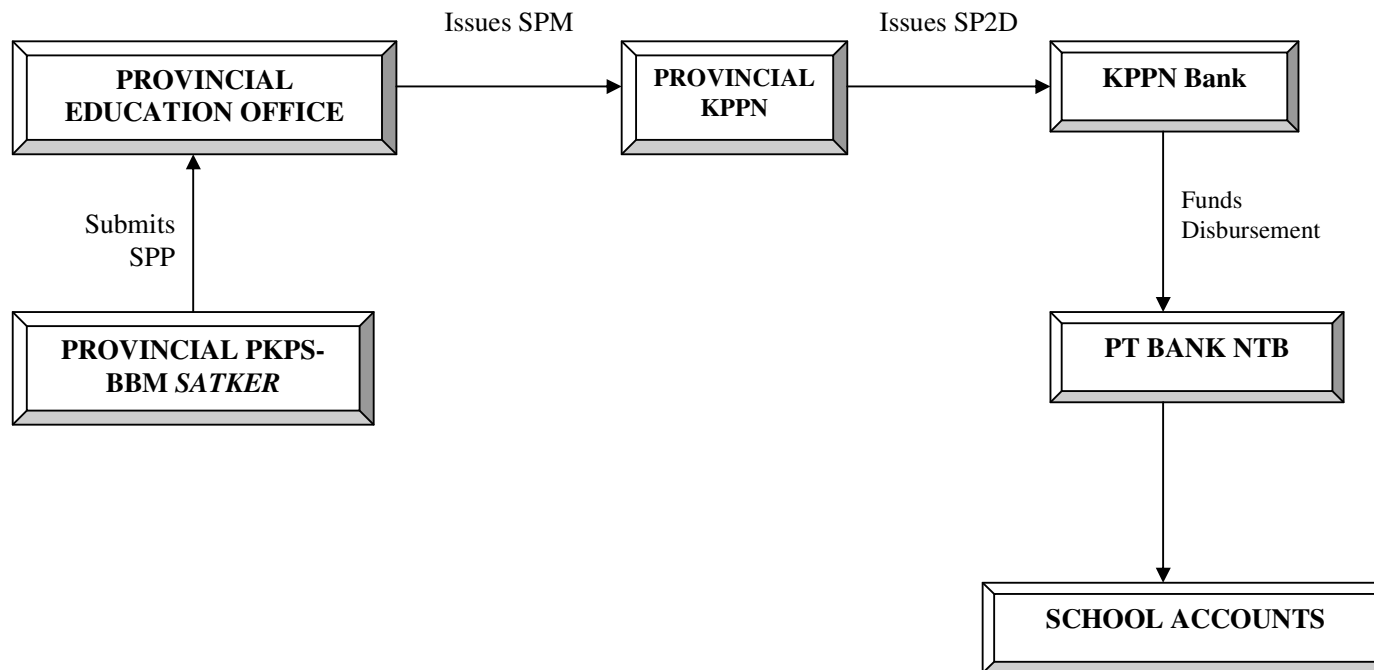 Issues SPM
Issues SP2D
PROVINCIAL
EDUCATION OFFICE
PROVINCIAL
KPPN
KPPN Bank
Submits
SPP
Funds
Disbursement
PROVINCIAL PKPS-
BBM SATKER
PT BANK NTB
SCHOOL ACCOUNTS